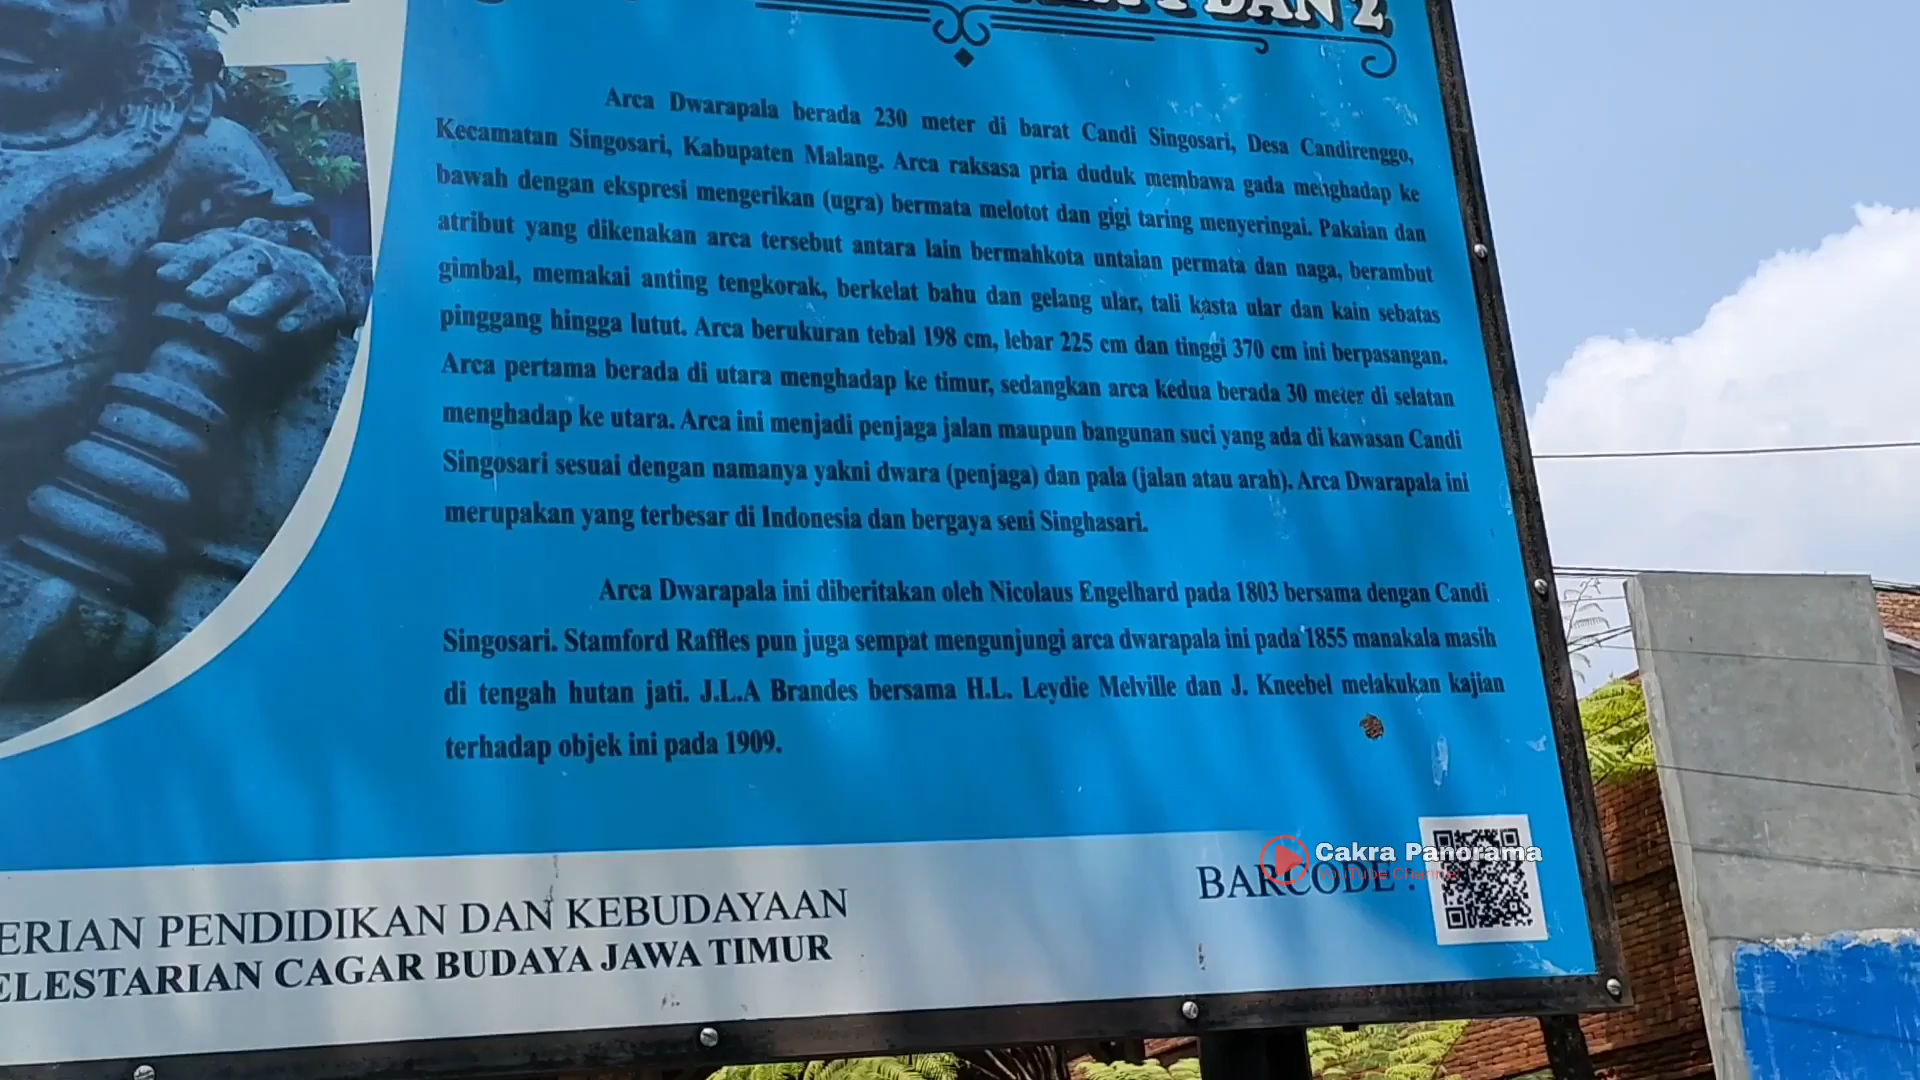 1 DAN 2
Arca Dwarapala berada 230 meter di barat Candi Singosari, Desa Candirenggo,
Kecamatan Singosari, Kabupaten Malang. Arca raksasa pria duduk membawa gada menghadap ke
bawah dengan ekspresi mengerikan (ugra) bermata melotot dan gigi taring menyeringai. Pakaian dan
atribut yang dikenakan arca tersebut antara lain bermahkota untaian permata dan naga, berambut
gimbal, memakai anting tengkorak, berkelat bahu dan gelang ular, tali kasta ular dan kain sebatas
pinggang hingga lutut. Arca berukuran tebal 198 cm, lebar 225 cm dan tinggi 370 cm ini berpasangan.
Arca pertama berada di utara menghadap ke timur, sedangkan arca kedua berada 30 meter di selatan
menghadap ke utara. Arca ini menjadi penjaga jalan maupun bangunan suci yang ada di kawasan Candi
Singosari sesuai dengan namanya yakni dwara (penjaga) dan pala (jalan atau arah). Arca Dwarapala ini
merupakan yang terbesar di Indonesia dan bergaya seni Singhasari.
Arca Dwarapala ini diberitakan oleh Nicolaus Engelhard pada 1803 bersama dengan Candi
Singosari. Stamford Raffles pun juga sempat mengunjungi arca dwarapala ini pada 1855 manakala masih
di tengah hutan jati. J.L.A Brandes bersama H.L. Leydie Melville dan J. Kneebel melakukan kajian
terhadap objek ini pada 1909.
BARCODE :
Cakra Panorama
YouTube Channel
ERIAN PENDIDIKAN DAN KEBUDAYAAN
ELESTARIAN CAGAR BUDAYA JAWA TIMUR